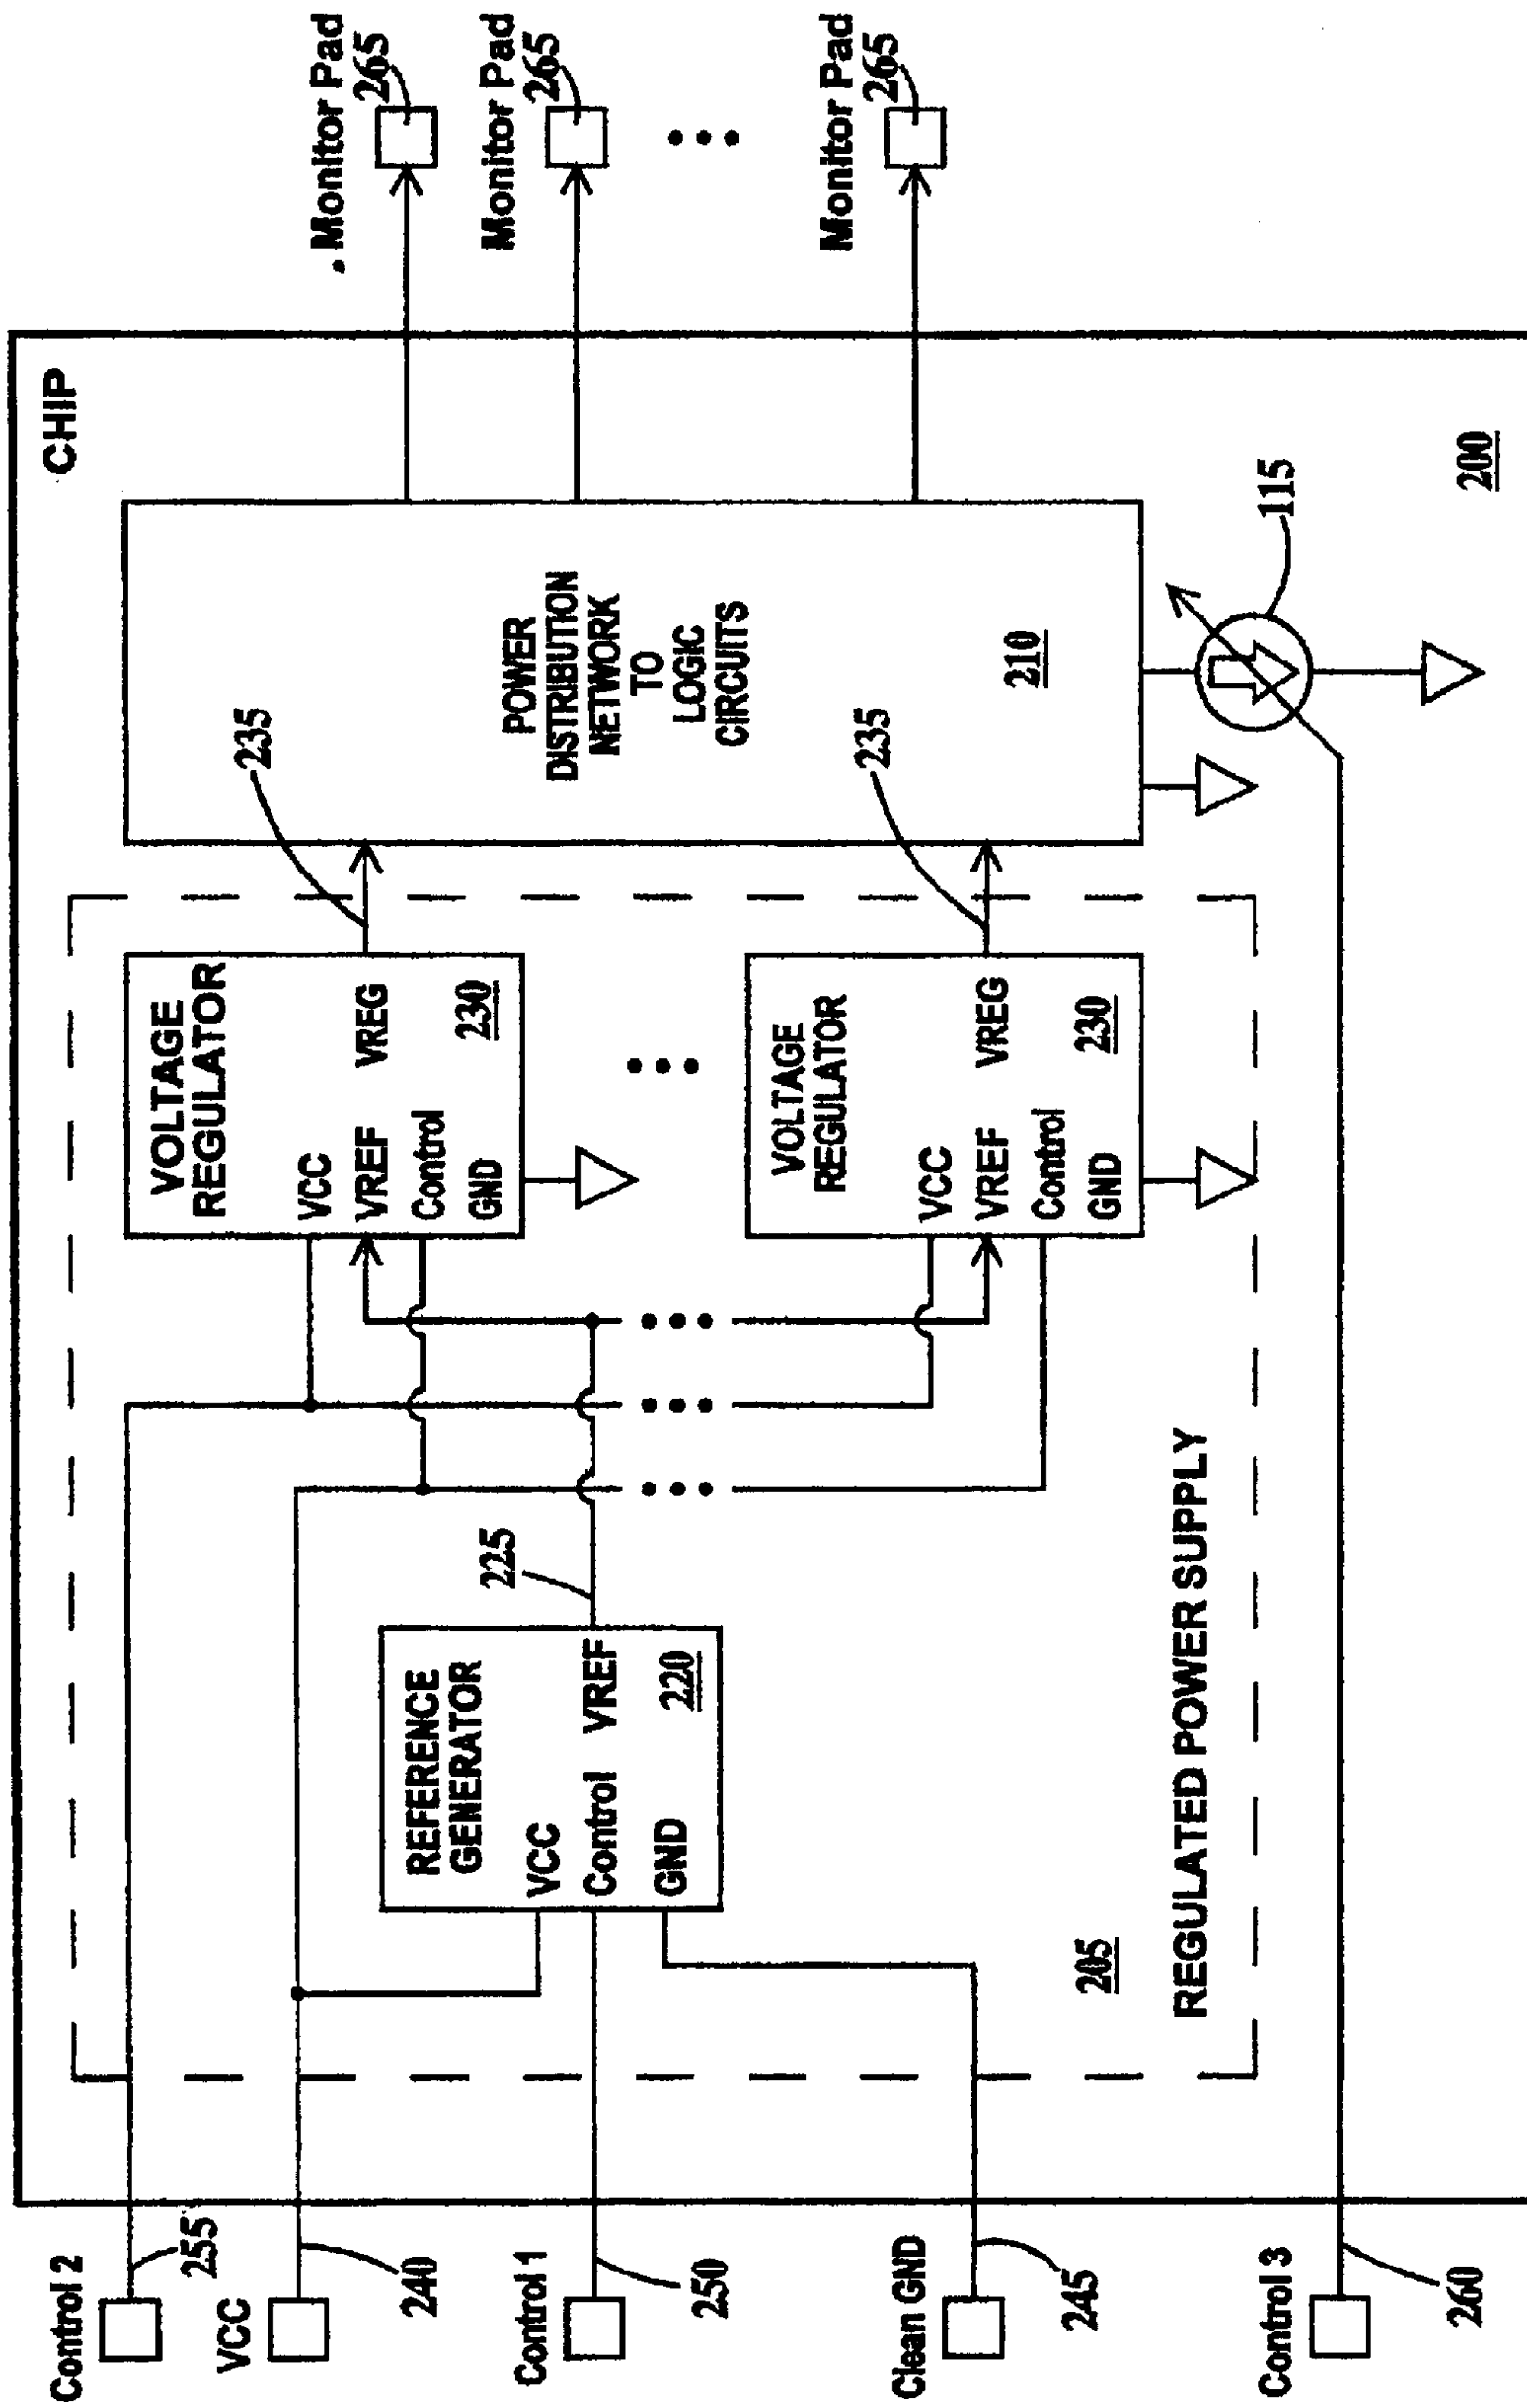 CHIP
Control 2
255
VCC
240
Control 1
250
Clean GND
245
Control 3
260
REFERENCE
GENERATOR
VCC
Control VREF
GND
220
225
205
REGULATED POWER SUPPLY
VOLTAGE
REGULATOR
VCC
VREF VREG
Control
GND 230
235
VOLTAGE
REGULATOR
VCC
VREF VREG
Control
GND 230
235
POWER
DISTRIBUTION
NETWORK
TO
LOGIC
CIRCUITS
210
115
200
Monitor Pad
265
Monitor Pad
265
Monitor Pad
265